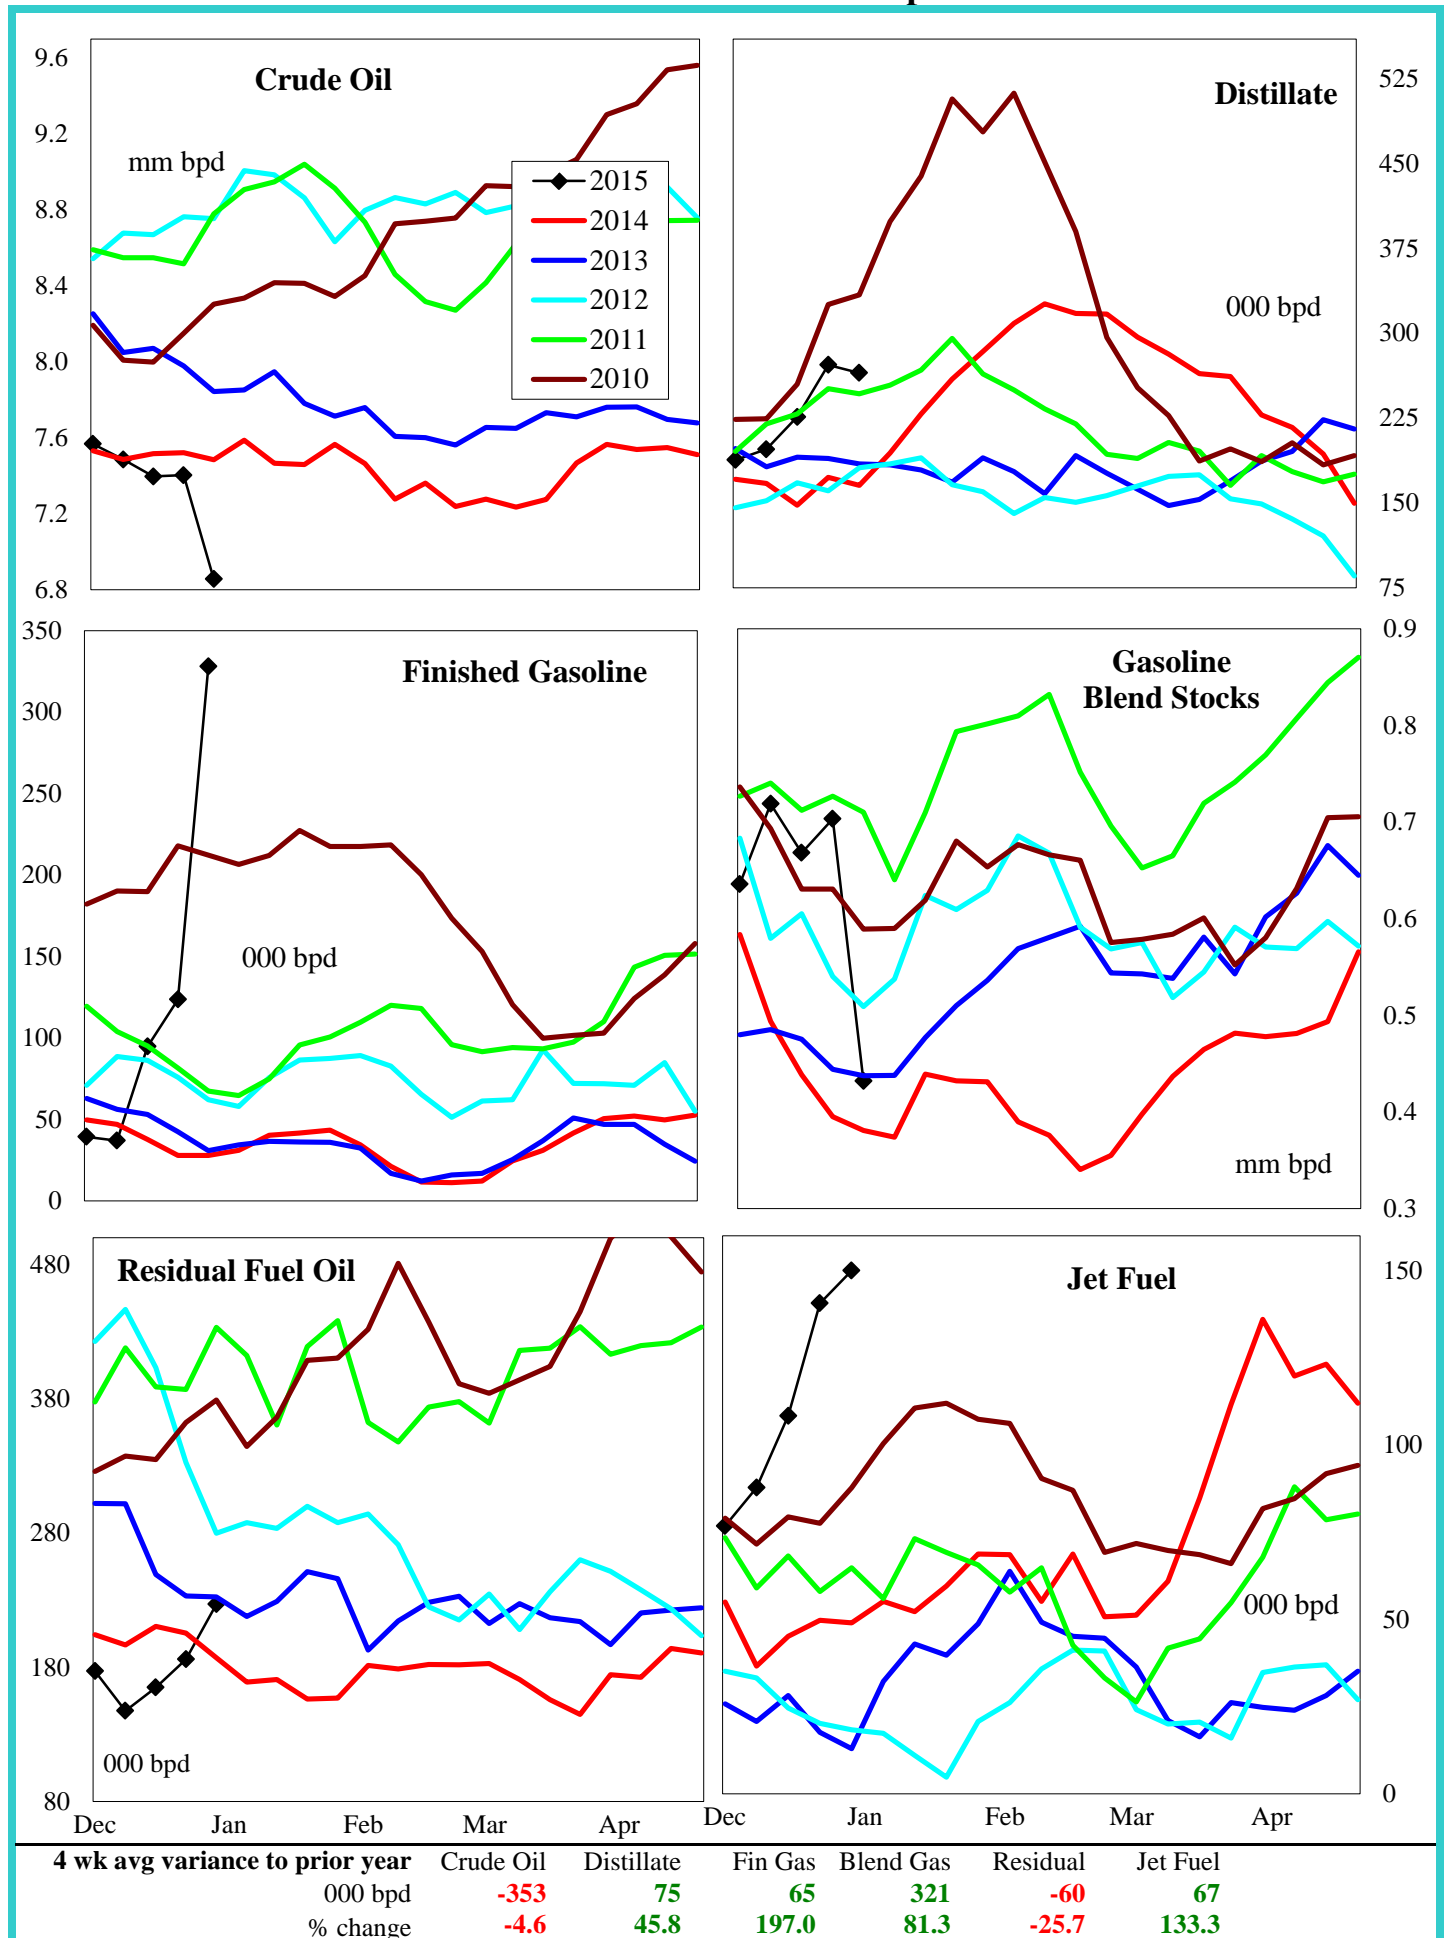 9.6
9.2
8.8
8.4
8.0
7.6
7.2
6.8
Crude Oil
mm bpd
2015
2014
2013
2012
2011
2010
Distillate
000 bpd
525
450
375
300
225
150
75
350
300
250
200
150
100
50
0
Finished Gasoline
000 bpd
Gasoline
Blend Stocks
mm bpd
0.9
0.8
0.7
0.6
0.5
0.4
0.3
480
380
280
180
80
Residual Fuel Oil
000 bpd
Dec Jan Feb Mar Apr
Jet Fuel
000 bpd
150
100
50
0
Dec Jan Feb Mar Apr
4 wk avg variance to prior year Crude Oil Distillate Fin Gas Blend Gas Residual Jet Fuel
000 bpd -353 75 65 321 -60 67
% change -4.6 45.8 197.0 81.3 -25.7 133.3